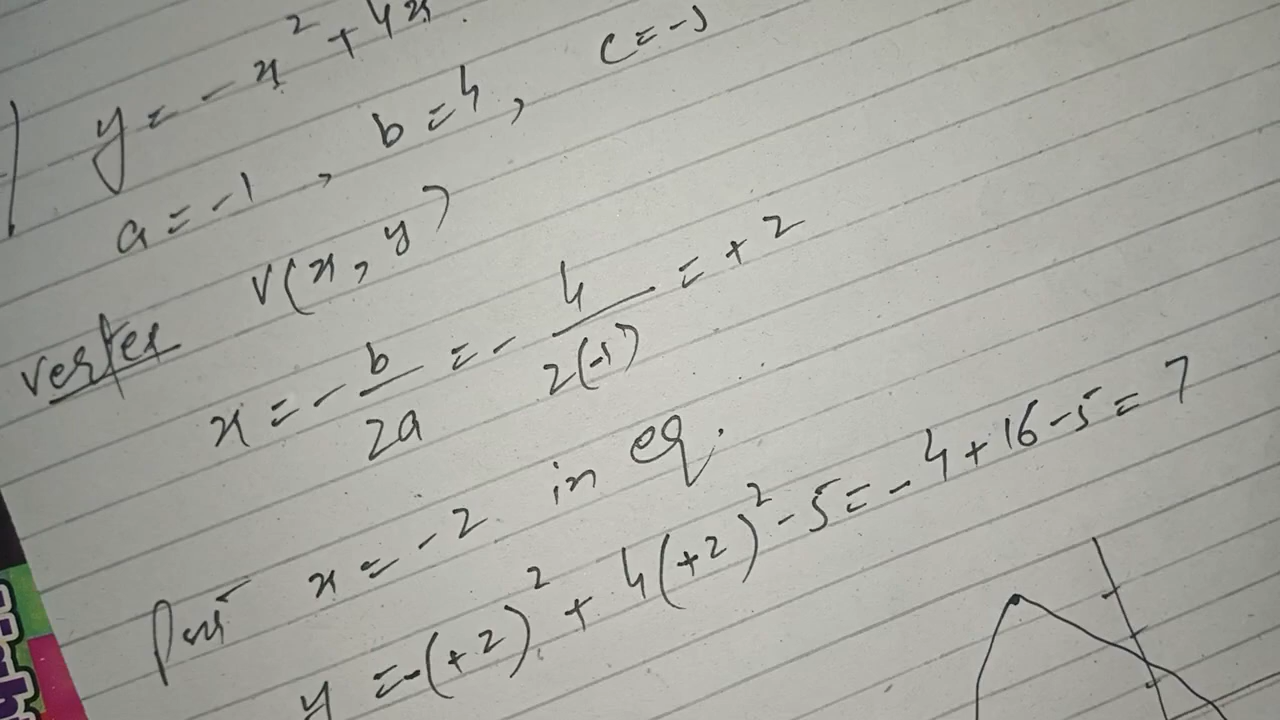 y = -x² + 4x
a = -1 , b = 4 , c = -5
vertex V(x, y)
x = -b/2a = -4/2(-1) = +2
Put x = -2 in eq.
y = -(+2)² + 4(+2)² - 5 = -4 + 16 - 5 = 7